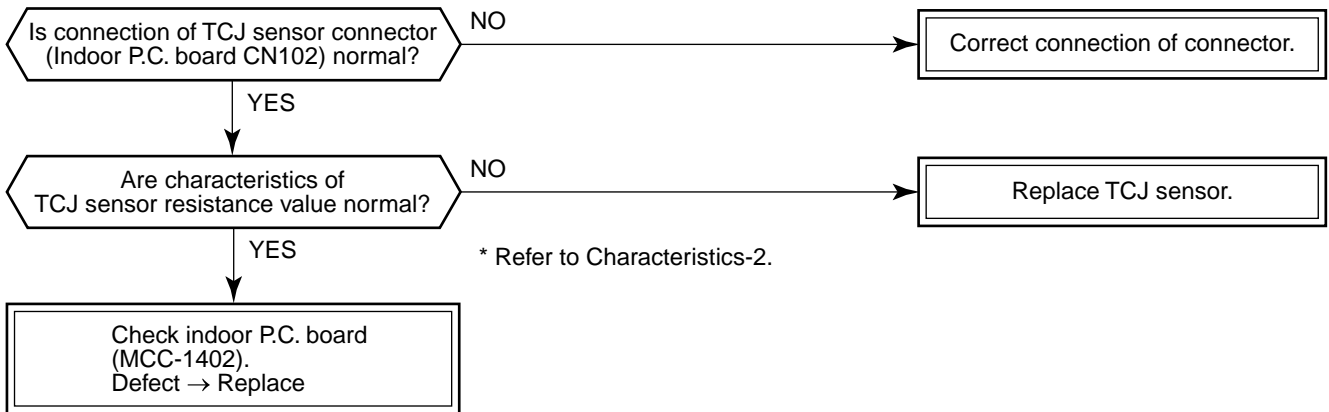 Is connection of TCJ sensor connector
(Indoor P.C. board CN102) normal?
NO
Correct connection of connector.
YES
Are characteristics of
TCJ sensor resistance value normal?
NO
Replace TCJ sensor.
YES
* Refer to Characteristics-2.
Check indoor P.C. board
(MCC-1402).
Defect → Replace